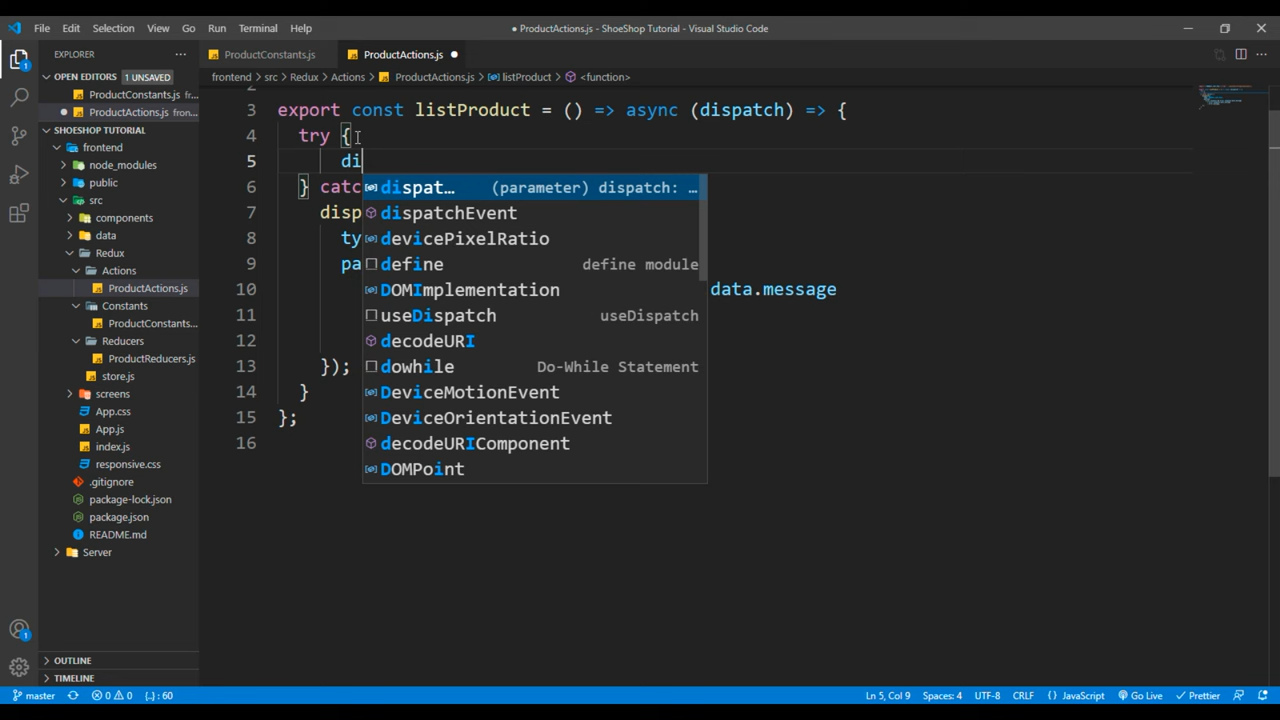 File Edit Selection View Go Run Terminal Help
● ProductActions.js - ShoeShop Tutorial - Visual Studio Code
EXPLORER
OPEN EDITORS 1 UNSAVED
ProductConstants.js fron...
ProductActions.js fron...
SHOESHOP TUTORIAL
frontend
node_modules
public
src
components
data
Redux
Actions
ProductActions.js
Constants
ProductConstants...
Reducers
ProductReducers.js
store.js
screens
App.css
App.js
index.js
responsive.css
.gitignore
package-lock.json
package.json
README.md
Server
OUTLINE
TIMELINE
ProductConstants.js
ProductActions.js ●
frontend > src > Redux > Actions > ProductActions.js > listProduct > <function>
3 export const listProduct = () => async (dispatch) => {
4 try {
5 di
6 } catc
7 disp
8 ty
9 pa
10 data.message
11
12
13 });
14 }
15 };
16
dispat... (parameter) dispatch: ...
dispatchEvent
devicePixelRatio
define define module
DOMImplementation
useDispatch useDispatch
decodeURI
dowhile Do-While Statement
DeviceMotionEvent
DeviceOrientationEvent
decodeURIComponent
DOMPoint
1
1
master 0 0 {..} : 60
Ln 5, Col 9 Spaces: 4 UTF-8 CRLF {} JavaScript Go Live Prettier